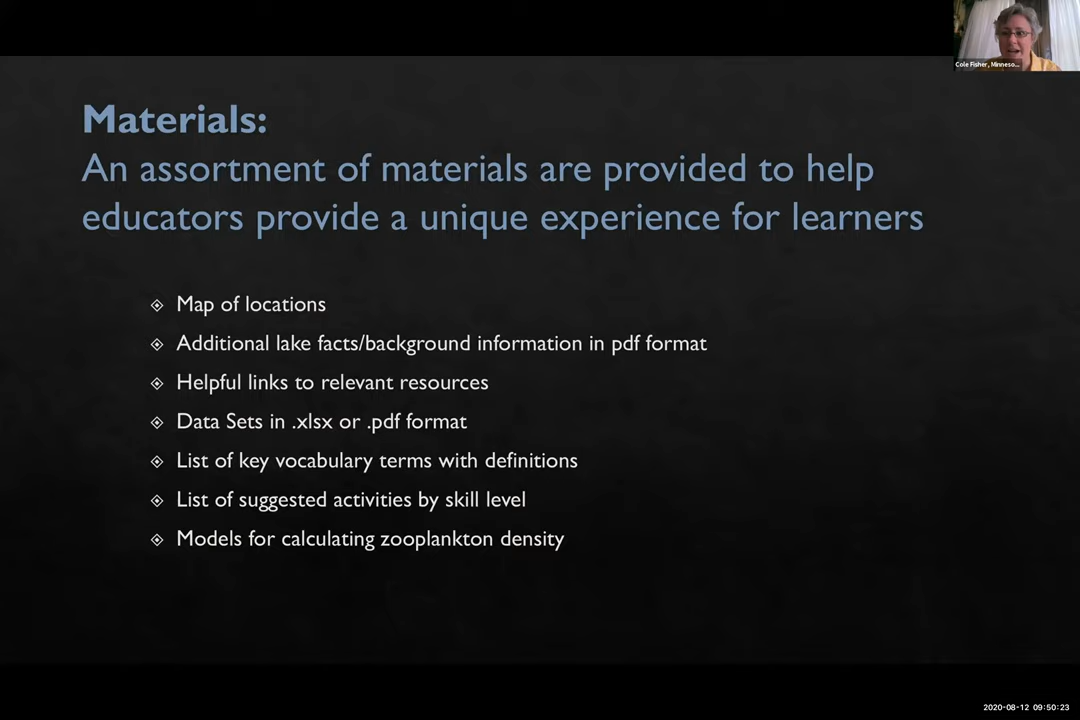 Cole Fisher, Minneso...
Materials:
An assortment of materials are provided to help
educators provide a unique experience for learners
Map of locations
Additional lake facts/background information in pdf format
Helpful links to relevant resources
Data Sets in .xlsx or .pdf format
List of key vocabulary terms with definitions
List of suggested activities by skill level
Models for calculating zooplankton density
2020-08-12 09:50:23